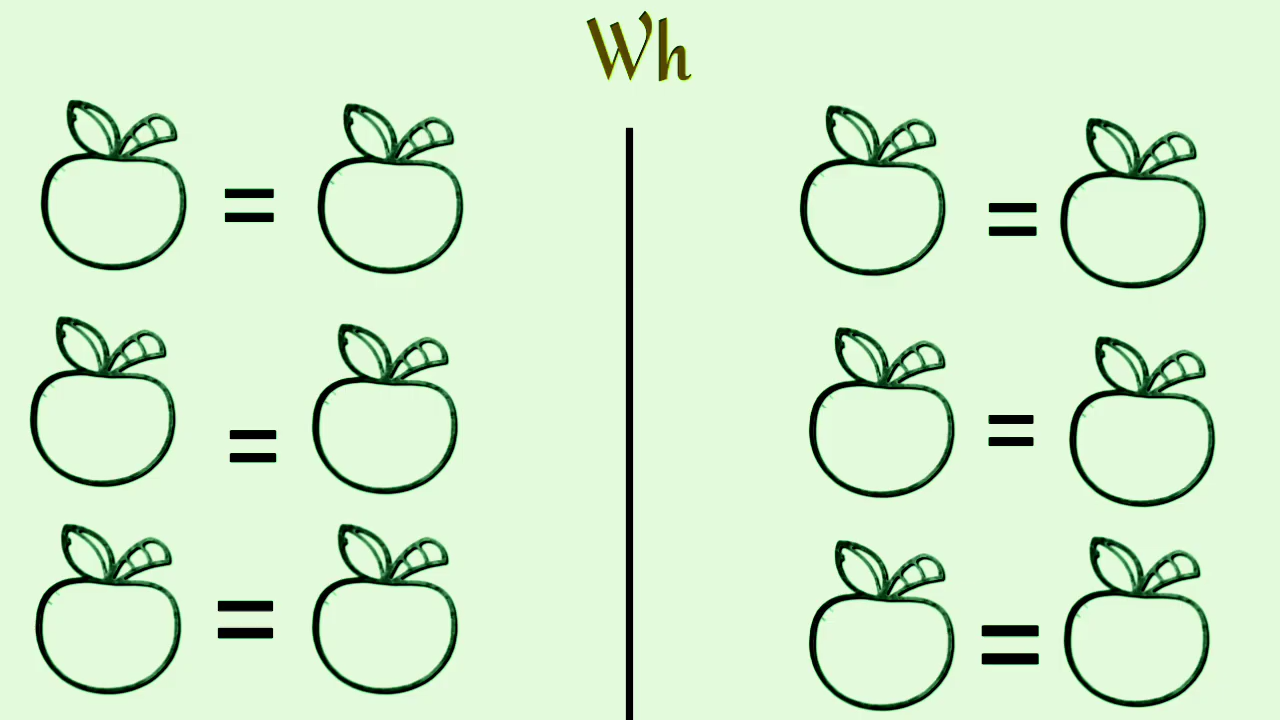 Wh
= =
= =
= =